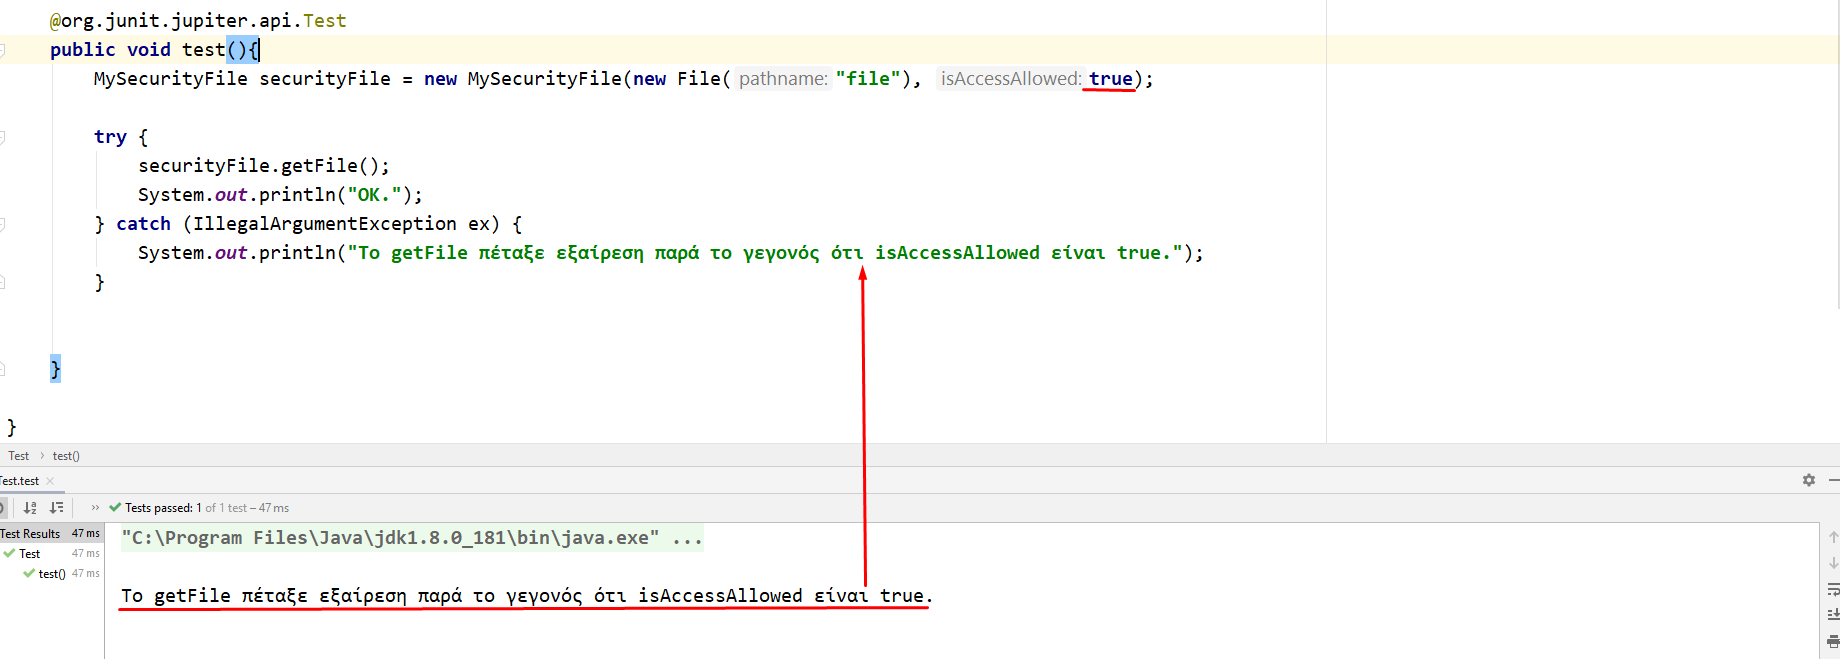 @org.junit.jupiter.api.Test
public void test(){
MySecurityFile securityFile = new MySecurityFile(new File( pathname: "file"), isAccessAllowed: true);
try {
securityFile.getFile();
System.out.println("OK.");
} catch (IllegalArgumentException ex) {
System.out.println("Το getFile πέταξε εξαίρεση παρά το γεγονός ότι isAccessAllowed είναι true.");
}
}
}
Test > test()
Test.test ×
» Tests passed: 1 of 1 test – 47 ms
Test Results 47 ms
Test 47 ms
test() 47 ms
"C:\Program Files\Java\jdk1.8.0_181\bin\java.exe" ...
Το getFile πέταξε εξαίρεση παρά το γεγονός ότι isAccessAllowed είναι true.